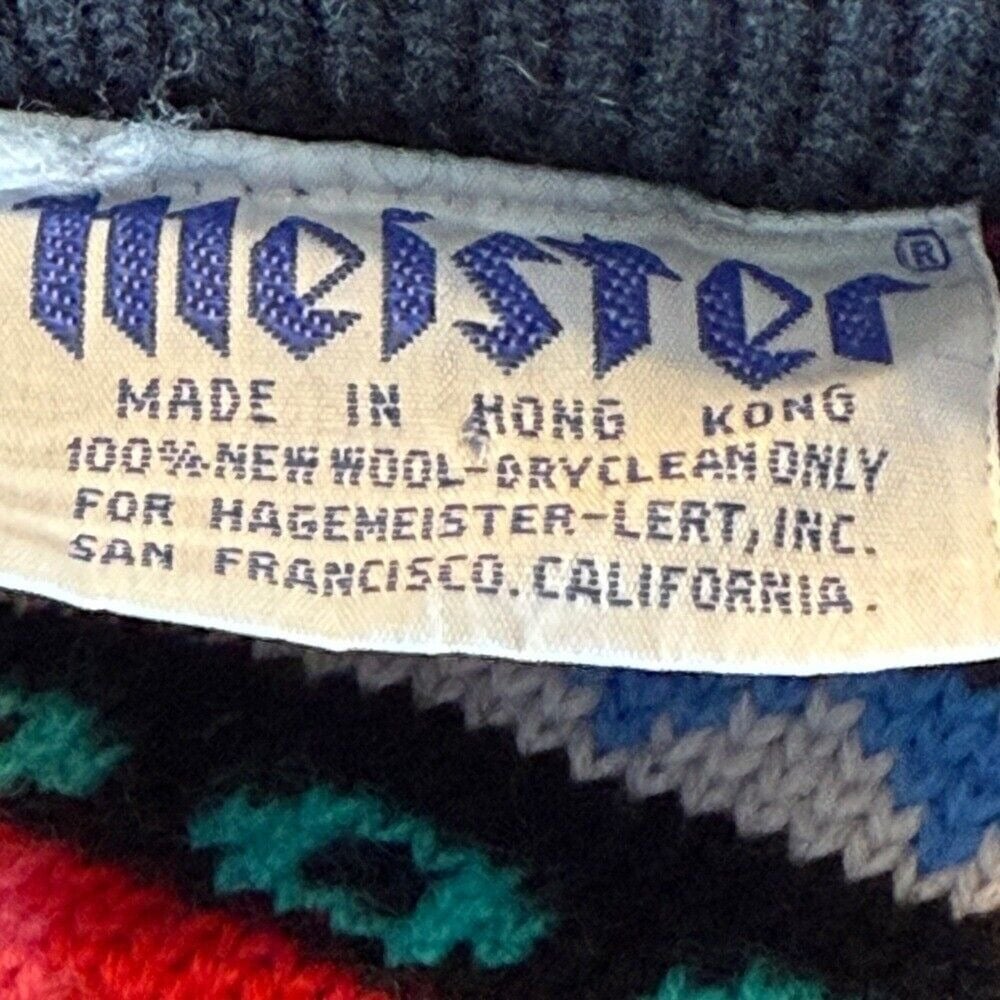 meister ®
MADE IN HONG KONG
100% NEW WOOL-DRYCLEAN ONLY
FOR HAGEMEISTER-LERT, INC.
SAN FRANCISCO. CALIFORNIA.